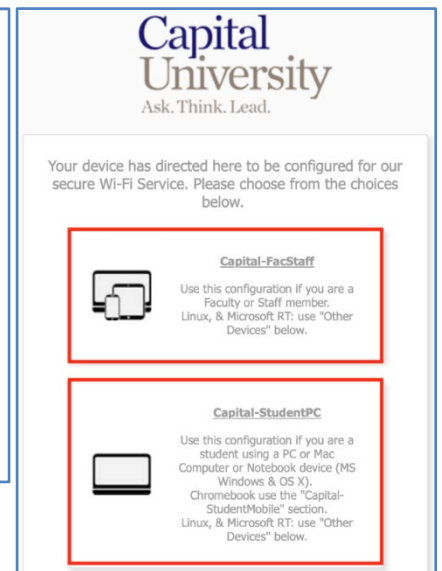 Capital
University
Ask. Think. Lead.
Your device has directed here to be configured for our
secure Wi-Fi Service. Please choose from the choices
below.
Capital-FacStaff
Use this configuration if you are a
Faculty or Staff member.
Linux, & Microsoft RT: use "Other
Devices" below.
Capital-StudentPC
Use this configuration if you are a
student using a PC or Mac
Computer or Notebook device (MS
Windows & OS X).
Chromebook use the "Capital-
StudentMobile" section.
Linux, & Microsoft RT: use "Other
Devices" below.